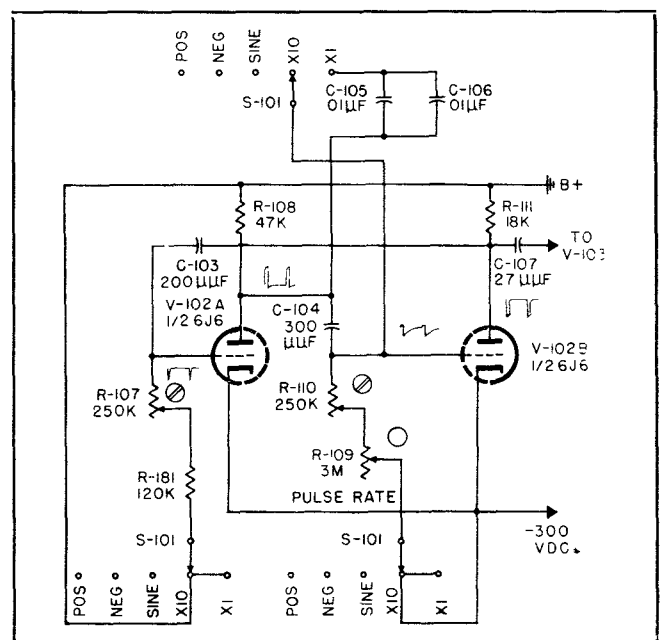 POS
NEG
SINE
X10
X1
S-101
C-105
.01μF
C-106
.01μF
B+
R-108
47K
R-111
18K
TO
V-103
C-103
200μμF
C-107
27μμF
V-102A
1/2 6J6
C-104
300
μμF
V-102B
1/2 6J6
R-107
250K
R-110
250K
R-109
3M
R-181
120K
PULSE RATE
S-101
S-101
-300
VDC.
POS
NEG
SINE
X10
X1
POS
NEG
SINE
X10
X1